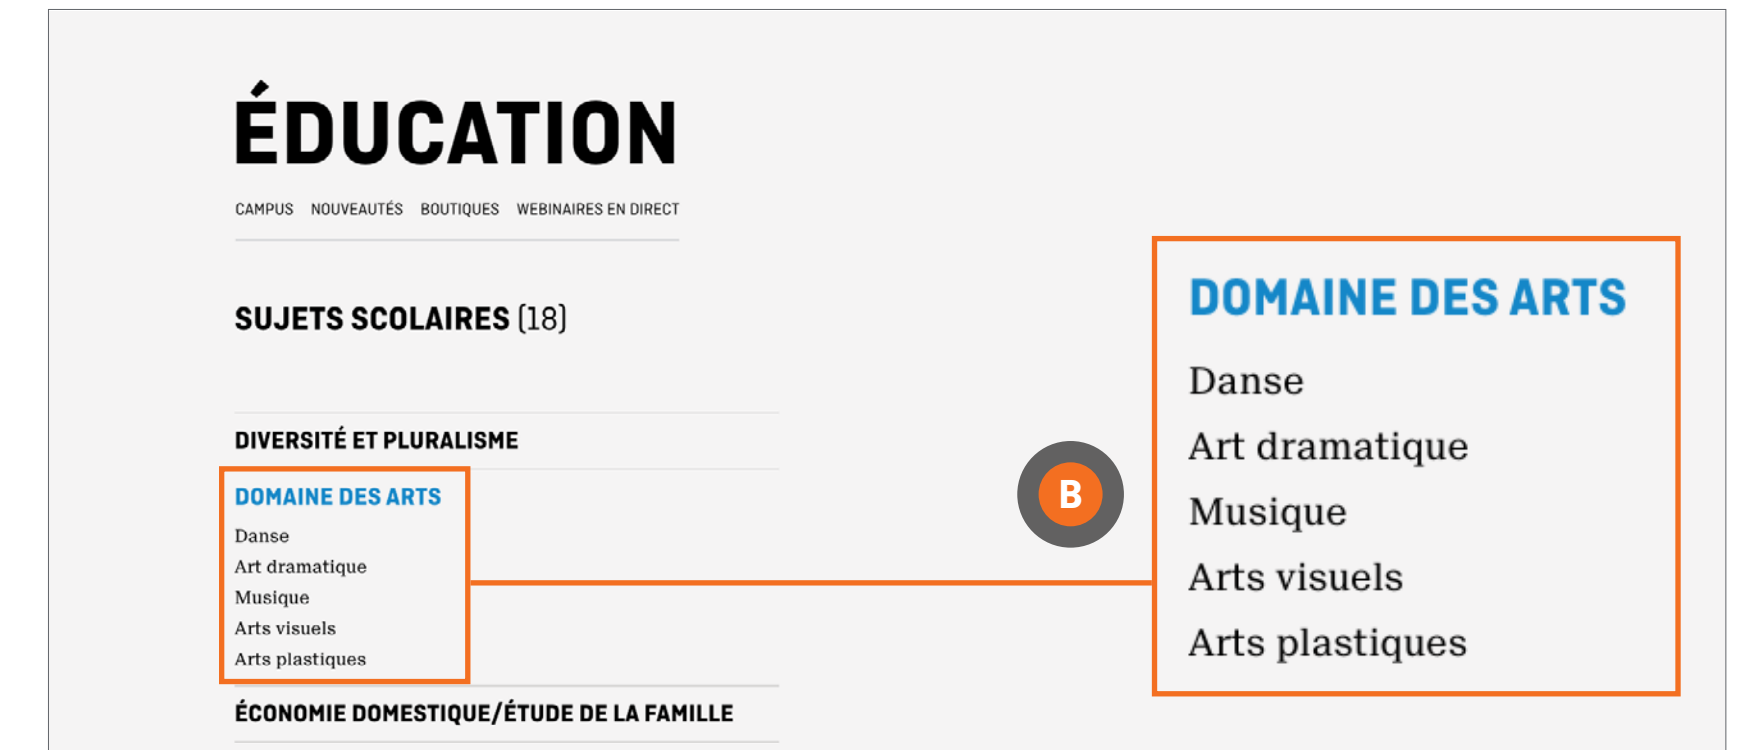 ÉDUCATION
CAMPUS NOUVEAUTÉS BOUTIQUES WEBINAIRES EN DIRECT
SUJETS SCOLAIRES (18)
DIVERSITÉ ET PLURALISME
DOMAINE DES ARTS
Danse
Art dramatique
Musique
Arts visuels
Arts plastiques
ÉCONOMIE DOMESTIQUE/ÉTUDE DE LA FAMILLE
B
DOMAINE DES ARTS
Danse
Art dramatique
Musique
Arts visuels
Arts plastiques